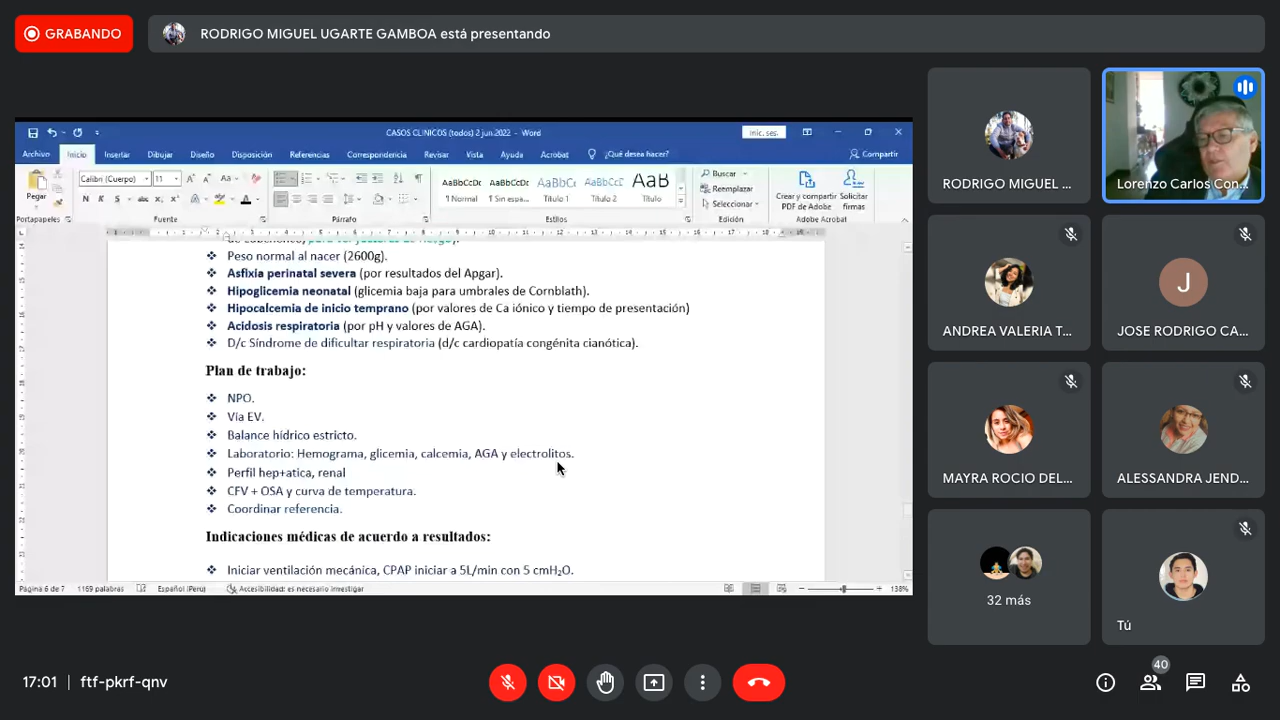 GRABANDO
RODRIGO MIGUEL UGARTE GAMBOA está presentando
CASOS CLINICOS (todos) 2 jun.2022 - Word
Inic. ses.
Archivo Inicio Insertar Dibujar Diseño Disposición Referencias Correspondencia Revisar Vista Ayuda Acrobat ¿Qué desea hacer? Compartir
Pegar
Calibri (Cuerpo) 11
N K S abc
AaBbCcDc AaBbCcDc AaBbCcDc AaBbCcDc AaB
¶ Normal ¶ Sin espa... Título 1 Título 2 Título
Buscar
Reemplazar
Seleccionar
Crear y compartir PDF de Adobe
Solicitar firmas
Portapapeles Fuente Párrafo Estilos Edición Adobe Acrobat
Peso normal al nacer (2600g).
Asfixia perinatal severa (por resultados del Apgar).
Hipoglicemia neonatal (glicemia baja para umbrales de Cornblath).
Hipocalcemia de inicio temprano (por valores de Ca iónico y tiempo de presentación)
Acidosis respiratoria (por pH y valores de AGA).
D/c Síndrome de dificultar respiratoria (d/c cardiopatía congénita cianótica).
Plan de trabajo:
NPO.
Vía EV.
Balance hídrico estricto.
Laboratorio: Hemograma, glicemia, calcemia, AGA y electrolitos.
Perfil hep+atica, renal
CFV + OSA y curva de temperatura.
Coordinar referencia.
Indicaciones médicas de acuerdo a resultados:
Iniciar ventilación mecánica, CPAP iniciar a 5L/min con 5 cmH₂O.
Página 6 de 7 1169 palabras Español (Perú) Accesibilidad: es necesario investigar 138%
RODRIGO MIGUEL ...
Lorenzo Carlos Con...
ANDREA VALERIA T...
J
JOSE RODRIGO CA...
MAYRA ROCIO DEL...
ALESSANDRA JEND...
32 más
Tú
17:01 | ftf-pkrf-qnv
40